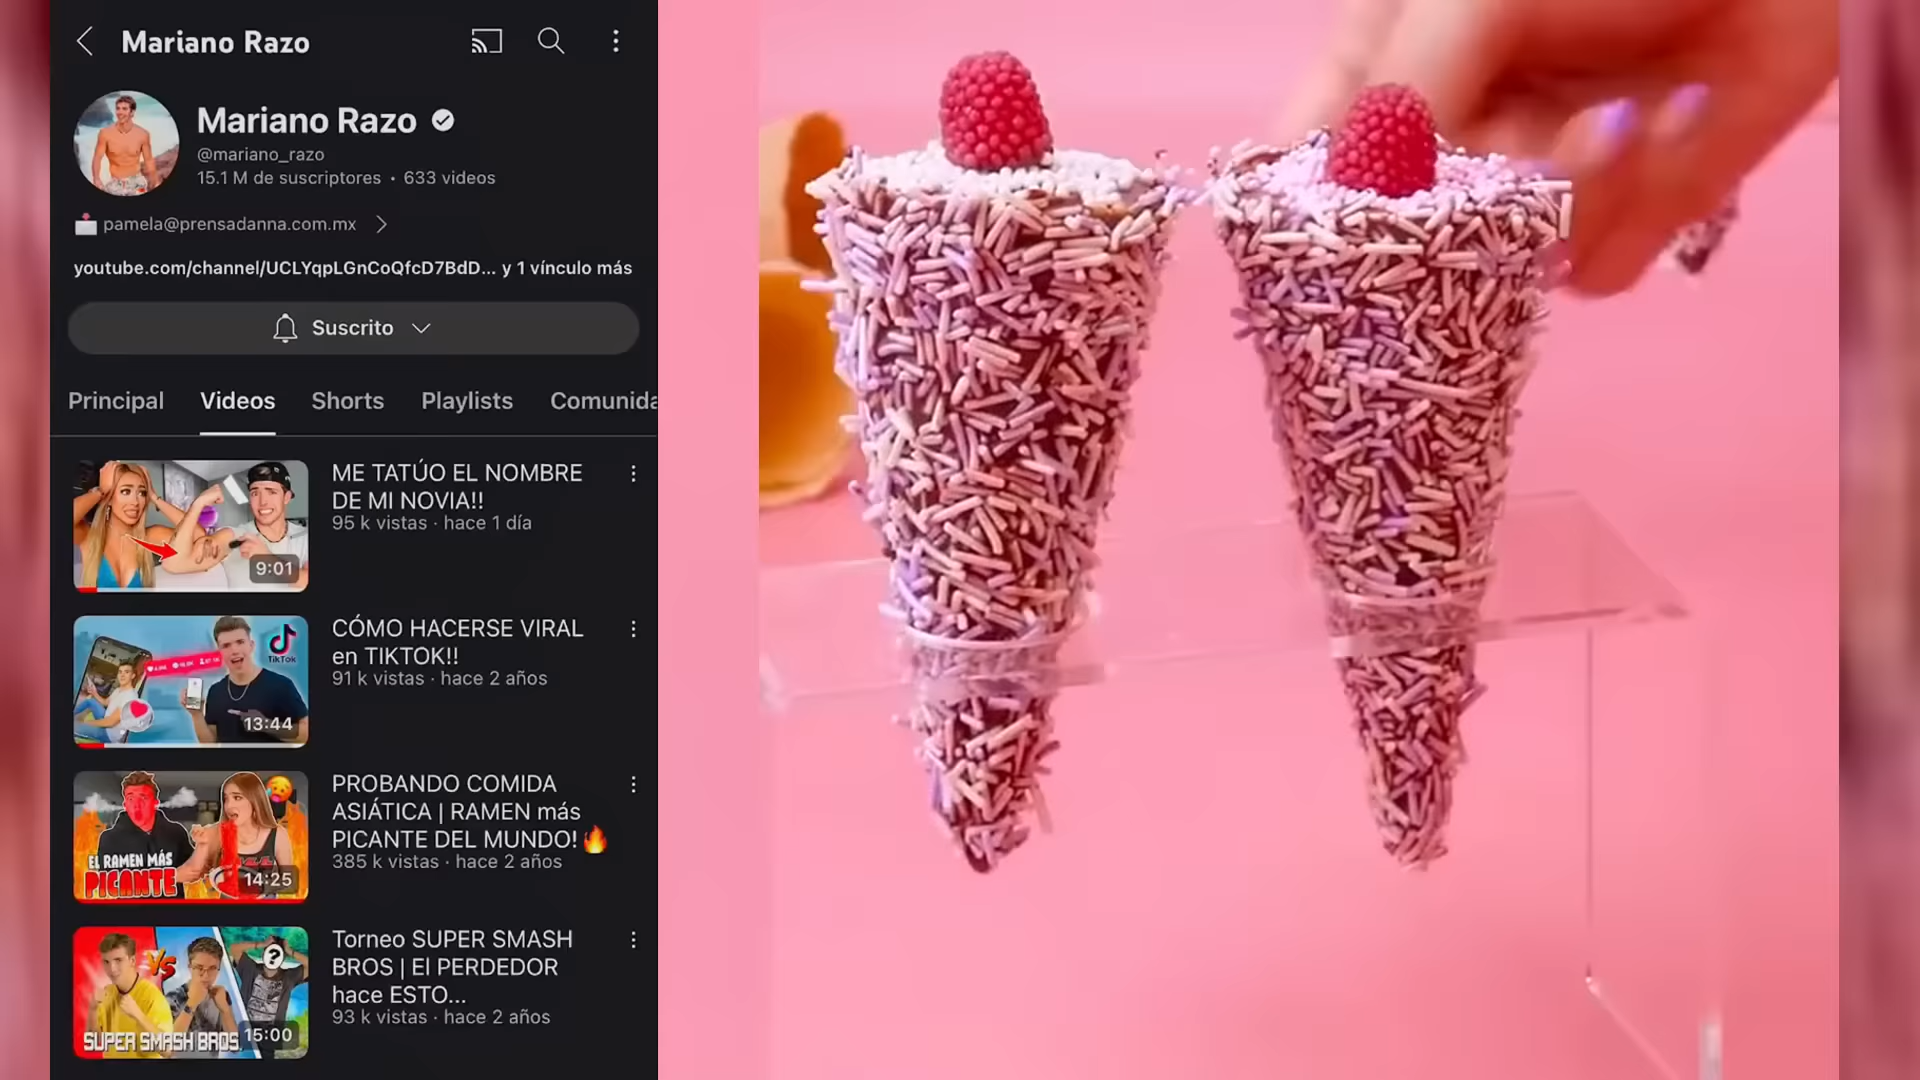 Mariano Razo
Mariano Razo
@mariano_razo
15.1 M de suscriptores • 633 videos
pamela@prensadanna.com.mx
youtube.com/channel/UCLYqpLGnCoQfcD7BdD... y 1 vínculo más
Suscrito
Principal Videos Shorts Playlists Comunida
9:01
ME TATÚO EL NOMBRE
DE MI NOVIA!!
95 k vistas · hace 1 día
TikTok
13:44
CÓMO HACERSE VIRAL
en TIKTOK!!
91 k vistas · hace 2 años
EL RAMEN MÁS
PICANTE
14:25
PROBANDO COMIDA
ASIÁTICA | RAMEN más
PICANTE DEL MUNDO!🔥
385 k vistas · hace 2 años
VS
?
SUPER SMASH BROS
15:00
Torneo SUPER SMASH
BROS | El PERDEDOR
hace ESTO...
93 k vistas · hace 2 años